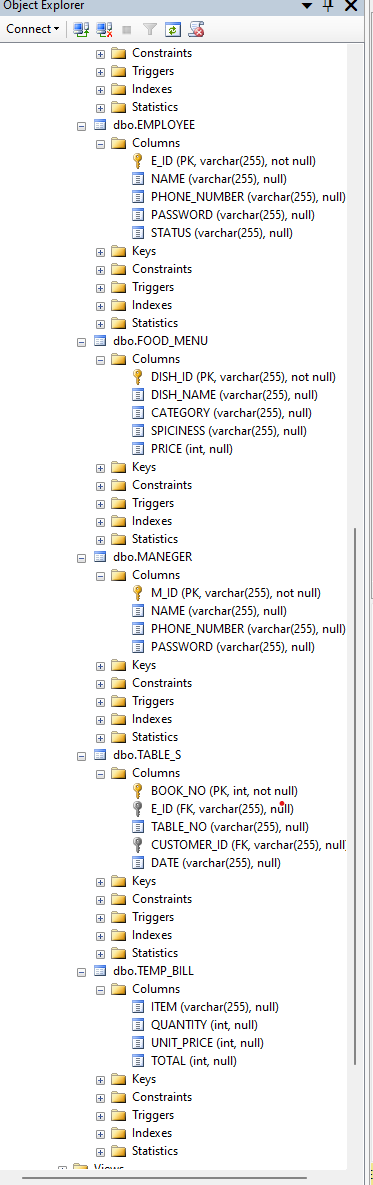 Object Explorer
Connect
Constraints
Triggers
Indexes
Statistics
dbo.EMPLOYEE
Columns
E_ID (PK, varchar(255), not null)
NAME (varchar(255), null)
PHONE_NUMBER (varchar(255), null)
PASSWORD (varchar(255), null)
STATUS (varchar(255), null)
Keys
Constraints
Triggers
Indexes
Statistics
dbo.FOOD_MENU
Columns
DISH_ID (PK, varchar(255), not null)
DISH_NAME (varchar(255), null)
CATEGORY (varchar(255), null)
SPICINESS (varchar(255), null)
PRICE (int, null)
Keys
Constraints
Triggers
Indexes
Statistics
dbo.MANEGER
Columns
M_ID (PK, varchar(255), not null)
NAME (varchar(255), null)
PHONE_NUMBER (varchar(255), null)
PASSWORD (varchar(255), null)
Keys
Constraints
Triggers
Indexes
Statistics
dbo.TABLE_S
Columns
BOOK_NO (PK, int, not null)
E_ID (FK, varchar(255), null)
TABLE_NO (varchar(255), null)
CUSTOMER_ID (FK, varchar(255), null
DATE (varchar(255), null)
Keys
Constraints
Triggers
Indexes
Statistics
dbo.TEMP_BILL
Columns
ITEM (varchar(255), null)
QUANTITY (int, null)
UNIT_PRICE (int, null)
TOTAL (int, null)
Keys
Constraints
Triggers
Indexes
Statistics
Views